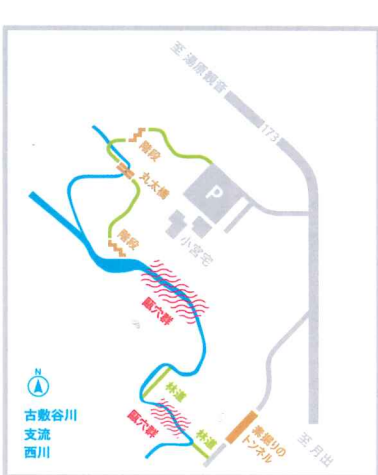 至 湯原観音
173
階段
P
丸太橋
小宮宅
階段
甌穴群
林道
N
甌穴群
林道
素掘りの
トンネル
至 月出
古敷谷川
支流
西川